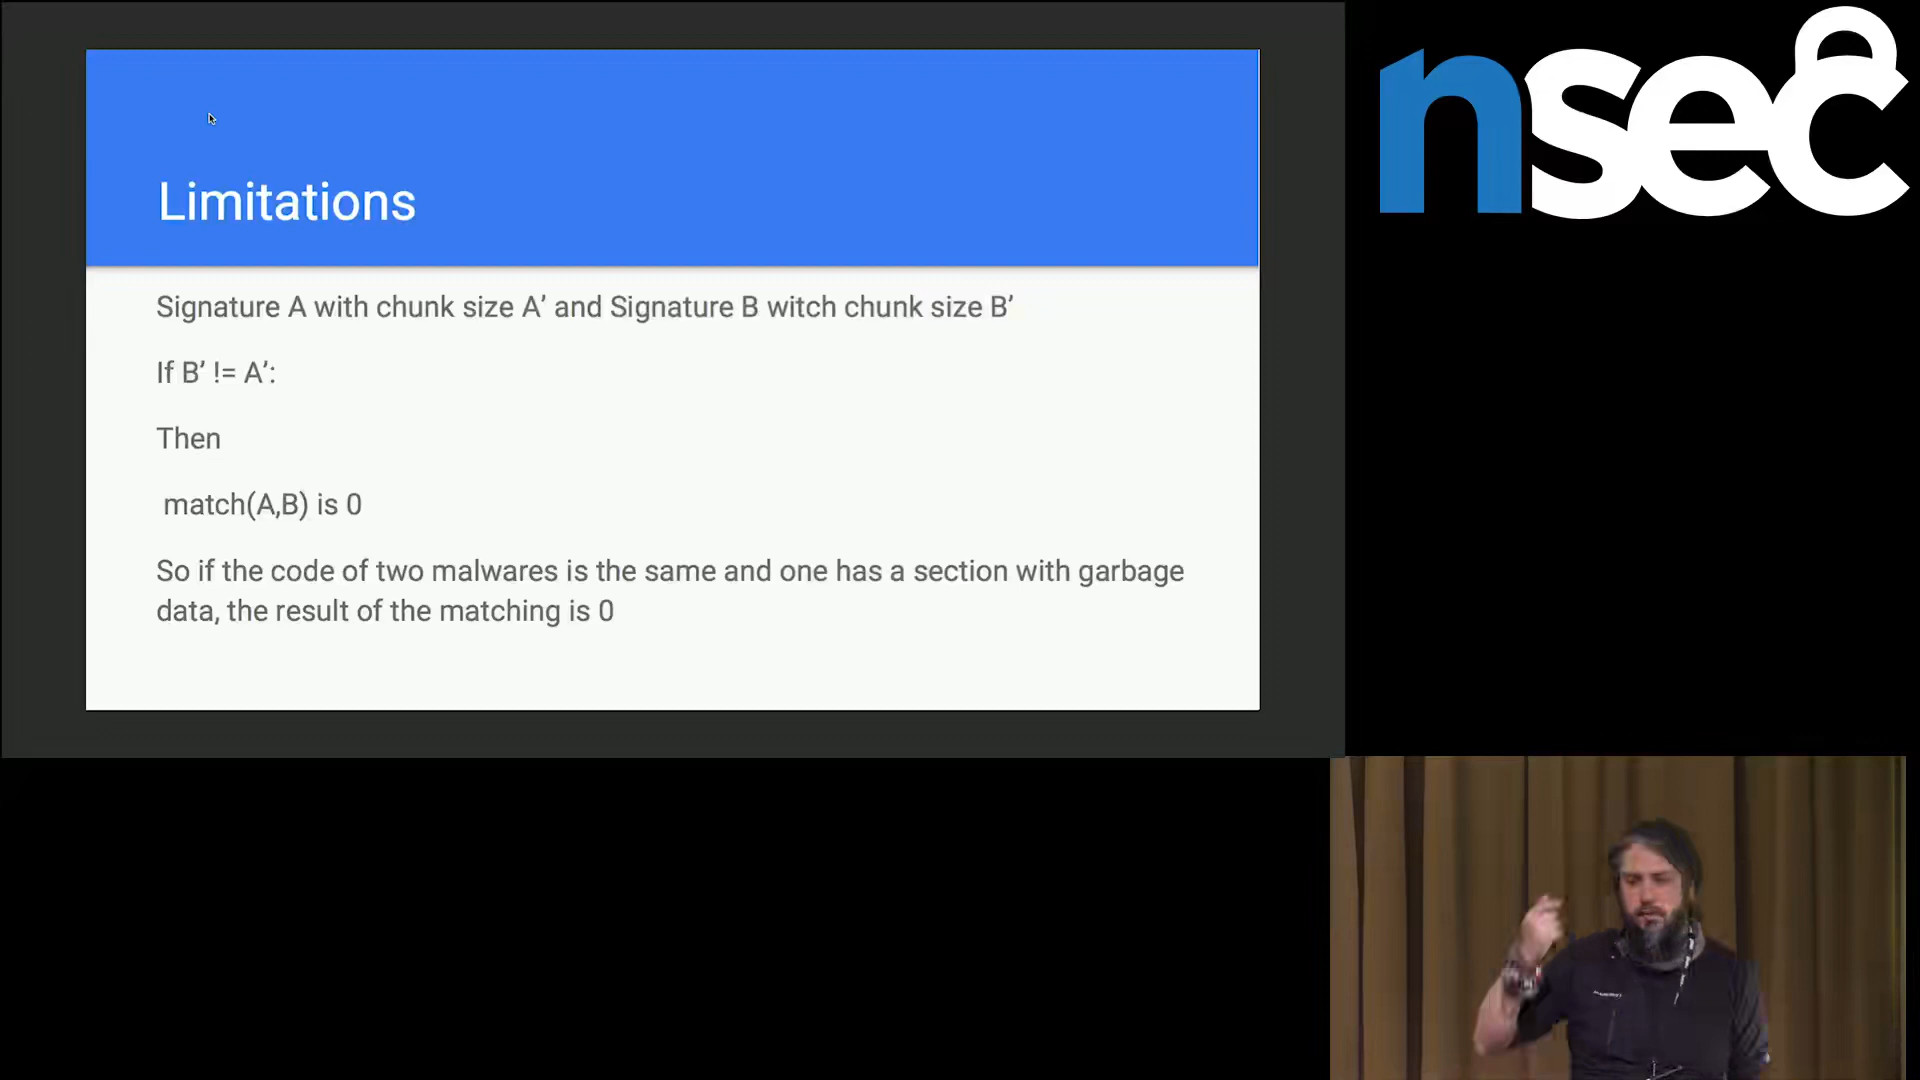 nsec
Limitations
Signature A with chunk size A’ and Signature B witch chunk size B’
If B’ != A’:
Then
match(A,B) is 0
So if the code of two malwares is the same and one has a section with garbage
data, the result of the matching is 0